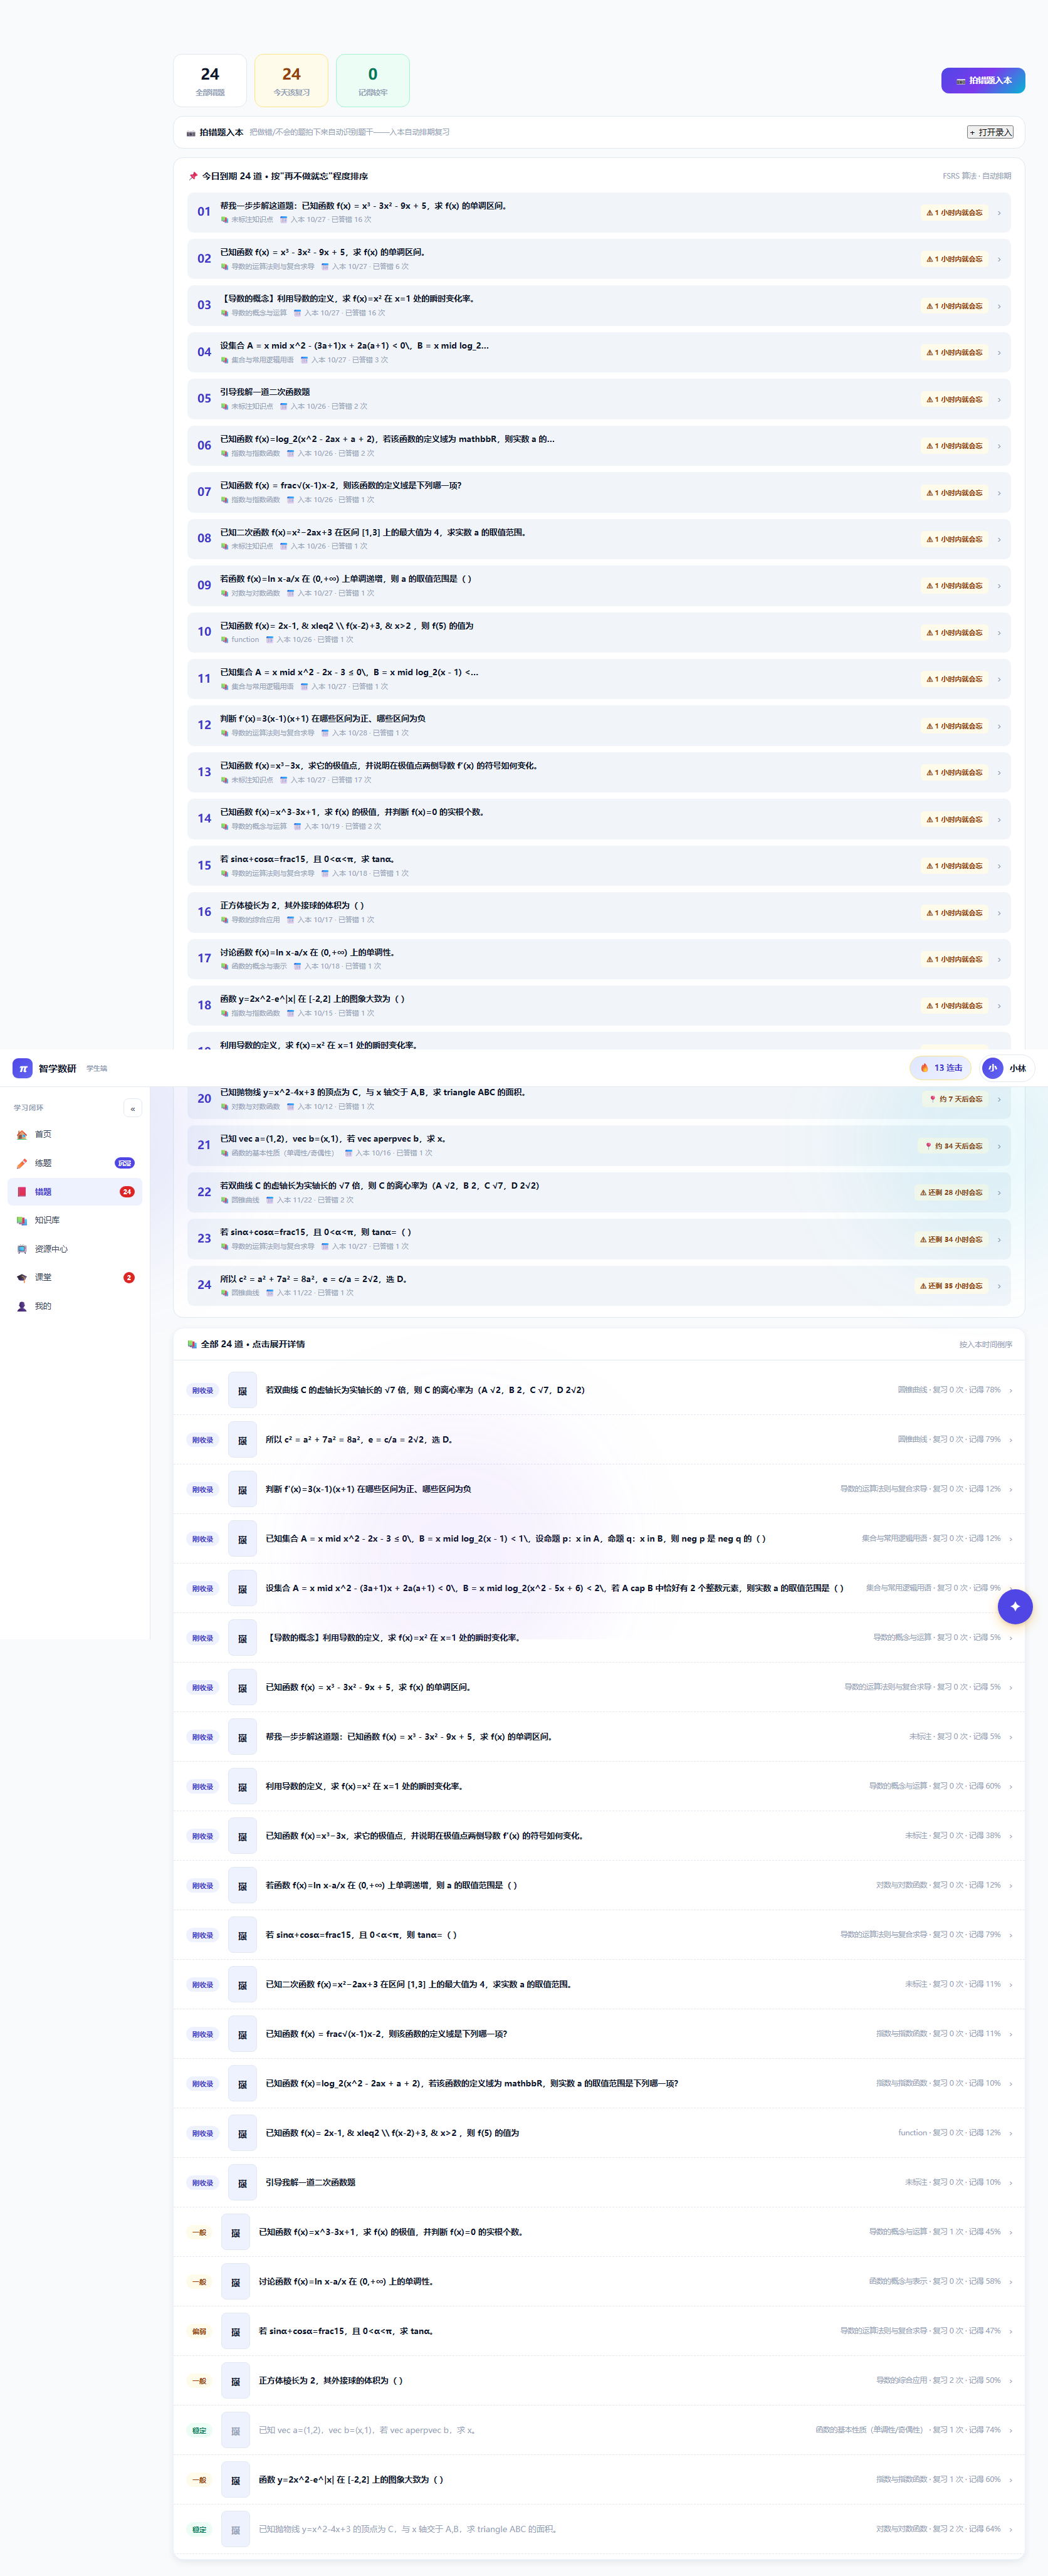 24
全部错题
24
今天该复习
0
记得较牢
拍错题入本
拍错题入本 把做错/不会的题拍下来自动识别题干——入本自动排期复习
+ 打开录入
今日到期 24 道 • 按"再不做就忘"程度排序
FSRS 算法 · 自动排期
01 帮我一步步解这道题：已知函数 f(x) = x³ - 3x² - 9x + 5，求 f(x) 的单调区间。
未标注知识点 入本 10/27 · 已答错 16 次
⚠ 1 小时内就会忘 ›
02 已知函数 f(x) = x³ - 3x² - 9x + 5，求 f(x) 的单调区间。
导数的运算法则与复合求导 入本 10/27 · 已答错 6 次
⚠ 1 小时内就会忘 ›
03 【导数的概念】利用导数的定义，求 f(x)=x² 在 x=1 处的瞬时变化率。
导数的概念与运算 入本 10/27 · 已答错 16 次
⚠ 1 小时内就会忘 ›
04 设集合 A = x mid x^2 - (3a+1)x + 2a(a+1) < 0\，B = x mid log_2…
集合与常用逻辑用语 入本 10/27 · 已答错 3 次
⚠ 1 小时内就会忘 ›
05 引导我解一道二次函数题
未标注知识点 入本 10/26 · 已答错 2 次
⚠ 1 小时内就会忘 ›
06 已知函数 f(x)=log_2(x^2 - 2ax + a + 2)，若该函数的定义域为 mathbbR，则实数 a 的…
指数与指数函数 入本 10/26 · 已答错 2 次
⚠ 1 小时内就会忘 ›
07 已知函数 f(x) = frac√(x-1)x-2，则该函数的定义域是下列哪一项？
指数与指数函数 入本 10/26 · 已答错 1 次
⚠ 1 小时内就会忘 ›
08 已知二次函数 f(x)=x²−2ax+3 在区间 [1,3] 上的最大值为 4，求实数 a 的取值范围。
未标注知识点 入本 10/26 · 已答错 1 次
⚠ 1 小时内就会忘 ›
09 若函数 f(x)=ln x-a/x 在 (0,+∞) 上单调递增，则 a 的取值范围是（ ）
对数与对数函数 入本 10/27 · 已答错 1 次
⚠ 1 小时内就会忘 ›
10 已知函数 f(x)= 2x-1, & xleq2 \\ f(x-2)+3, & x>2 ，则 f(5) 的值为
function 入本 10/26 · 已答错 1 次
⚠ 1 小时内就会忘 ›
11 已知集合 A = x mid x^2 - 2x - 3 ≤ 0\，B = x mid log_2(x - 1) <…
集合与常用逻辑用语 入本 10/27 · 已答错 1 次
⚠ 1 小时内就会忘 ›
12 判断 f′(x)=3(x-1)(x+1) 在哪些区间为正、哪些区间为负
导数的运算法则与复合求导 入本 10/28 · 已答错 1 次
⚠ 1 小时内就会忘 ›
13 已知函数 f(x)=x³−3x，求它的极值点，并说明在极值点两侧导数 f′(x) 的符号如何变化。
未标注知识点 入本 10/27 · 已答错 17 次
⚠ 1 小时内就会忘 ›
14 已知函数 f(x)=x^3-3x+1，求 f(x) 的极值，并判断 f(x)=0 的实根个数。
导数的概念与运算 入本 10/19 · 已答错 2 次
⚠ 1 小时内就会忘 ›
15 若 sinα+cosα=frac15，且 0<α<π，求 tanα。
导数的运算法则与复合求导 入本 10/18 · 已答错 1 次
⚠ 1 小时内就会忘 ›
16 正方体棱长为 2，其外接球的体积为（ ）
导数的综合应用 入本 10/17 · 已答错 1 次
⚠ 1 小时内就会忘 ›
17 讨论函数 f(x)=ln x-a/x 在 (0,+∞) 上的单调性。
函数的概念与表示 入本 10/18 · 已答错 1 次
⚠ 1 小时内就会忘 ›
18 函数 y=2x^2-e^|x| 在 [-2,2] 上的图象大致为（ ）
指数与指数函数 入本 10/15 · 已答错 1 次
⚠ 1 小时内就会忘 ›
利用导数的定义，求 f(x)=x² 在 x=1 处的瞬时变化率。
π 智学数研 学生端
13 连击
小 小林
学习闭环 «
首页
练题
错题 24
知识库
资源中心
课堂 2
我的
20 已知抛物线 y=x^2-4x+3 的顶点为 C，与 x 轴交于 A,B，求 triangle ABC 的面积。
对数与对数函数 入本 10/12 · 已答错 1 次
约 7 天后会忘 ›
21 已知 vec a=(1,2)，vec b=(x,1)，若 vec aperpvec b，求 x。
函数的基本性质（单调性/奇偶性） 入本 10/16 · 已答错 1 次
约 34 天后会忘 ›
22 若双曲线 C 的虚轴长为实轴长的 √7 倍，则 C 的离心率为（A √2，B 2，C √7，D 2√2）
圆锥曲线 入本 11/22 · 已答错 2 次
⚠ 还剩 28 小时会忘 ›
23 若 sinα+cosα=frac15，且 0<α<π，则 tanα=（ ）
导数的运算法则与复合求导 入本 10/27 · 已答错 1 次
⚠ 还剩 34 小时会忘 ›
24 所以 c² = a² + 7a² = 8a²，e = c/a = 2√2，选 D。
圆锥曲线 入本 11/22 · 已答错 1 次
⚠ 还剩 35 小时会忘 ›
全部 24 道 • 点击展开详情
按入本时间倒序
刚收录 若双曲线 C 的虚轴长为实轴长的 √7 倍，则 C 的离心率为（A √2，B 2，C √7，D 2√2） 圆锥曲线 · 复习 0 次 · 记得 78% ›
刚收录 所以 c² = a² + 7a² = 8a²，e = c/a = 2√2，选 D。 圆锥曲线 · 复习 0 次 · 记得 79% ›
刚收录 判断 f′(x)=3(x-1)(x+1) 在哪些区间为正、哪些区间为负 导数的运算法则与复合求导 · 复习 0 次 · 记得 12% ›
刚收录 已知集合 A = x mid x^2 - 2x - 3 ≤ 0\，B = x mid log_2(x - 1) < 1\，设命题 p：x in A，命题 q：x in B，则 neg p 是 neg q 的（ ） 集合与常用逻辑用语 · 复习 0 次 · 记得 12% ›
刚收录 设集合 A = x mid x^2 - (3a+1)x + 2a(a+1) < 0\，B = x mid log_2(x^2 - 5x + 6) < 2\，若 A cap B 中恰好有 2 个整数元素，则实数 a 的取值范围是（ ） 集合与常用逻辑用语 · 复习 0 次 · 记得 9% ›
刚收录 【导数的概念】利用导数的定义，求 f(x)=x² 在 x=1 处的瞬时变化率。 导数的概念与运算 · 复习 0 次 · 记得 5% ›
刚收录 已知函数 f(x) = x³ - 3x² - 9x + 5，求 f(x) 的单调区间。 导数的运算法则与复合求导 · 复习 0 次 · 记得 5% ›
刚收录 帮我一步步解这道题：已知函数 f(x) = x³ - 3x² - 9x + 5，求 f(x) 的单调区间。 未标注 · 复习 0 次 · 记得 5% ›
刚收录 利用导数的定义，求 f(x)=x² 在 x=1 处的瞬时变化率。 导数的概念与运算 · 复习 0 次 · 记得 60% ›
刚收录 已知函数 f(x)=x³−3x，求它的极值点，并说明在极值点两侧导数 f′(x) 的符号如何变化。 未标注 · 复习 0 次 · 记得 38% ›
刚收录 若函数 f(x)=ln x-a/x 在 (0,+∞) 上单调递增，则 a 的取值范围是（ ） 对数与对数函数 · 复习 0 次 · 记得 12% ›
刚收录 若 sinα+cosα=frac15，且 0<α<π，则 tanα=（ ） 导数的运算法则与复合求导 · 复习 0 次 · 记得 79% ›
刚收录 已知二次函数 f(x)=x²−2ax+3 在区间 [1,3] 上的最大值为 4，求实数 a 的取值范围。 未标注 · 复习 0 次 · 记得 11% ›
刚收录 已知函数 f(x) = frac√(x-1)x-2，则该函数的定义域是下列哪一项？ 指数与指数函数 · 复习 0 次 · 记得 11% ›
刚收录 已知函数 f(x)=log_2(x^2 - 2ax + a + 2)，若该函数的定义域为 mathbbR，则实数 a 的取值范围是下列哪一项？ 指数与指数函数 · 复习 0 次 · 记得 10% ›
刚收录 已知函数 f(x)= 2x-1, & xleq2 \\ f(x-2)+3, & x>2 ，则 f(5) 的值为 function · 复习 0 次 · 记得 12% ›
刚收录 引导我解一道二次函数题 未标注 · 复习 0 次 · 记得 10% ›
一般 已知函数 f(x)=x^3-3x+1，求 f(x) 的极值，并判断 f(x)=0 的实根个数。 导数的概念与运算 · 复习 1 次 · 记得 45% ›
一般 讨论函数 f(x)=ln x-a/x 在 (0,+∞) 上的单调性。 函数的概念与表示 · 复习 0 次 · 记得 58% ›
偏弱 若 sinα+cosα=frac15，且 0<α<π，求 tanα。 导数的运算法则与复合求导 · 复习 0 次 · 记得 47% ›
一般 正方体棱长为 2，其外接球的体积为（ ） 导数的综合应用 · 复习 2 次 · 记得 50% ›
稳定 已知 vec a=(1,2)，vec b=(x,1)，若 vec aperpvec b，求 x。 函数的基本性质（单调性/奇偶性） · 复习 1 次 · 记得 74% ›
一般 函数 y=2x^2-e^|x| 在 [-2,2] 上的图象大致为（ ） 指数与指数函数 · 复习 1 次 · 记得 60% ›
稳定 已知抛物线 y=x^2-4x+3 的顶点为 C，与 x 轴交于 A,B，求 triangle ABC 的面积。 对数与对数函数 · 复习 2 次 · 记得 64% ›